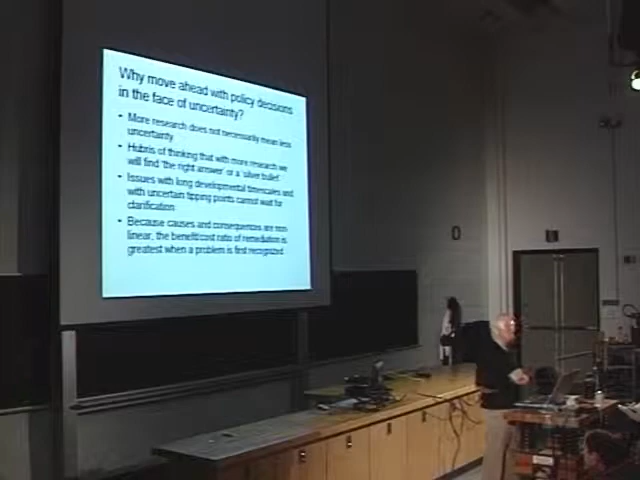 Why move ahead with policy decisions
in the face of uncertainty?
• More research does not necessarily mean less
uncertainty.
• Hubris of thinking that with more research we
will find 'the right answer' or a 'silver bullet'.
• Issues with long developmental timescales and
with uncertain tipping points cannot wait for
clarification.
• Because causes and consequences are non-
linear, the benefit/cost ratio of remediation is
greatest when a problem is first recognized.